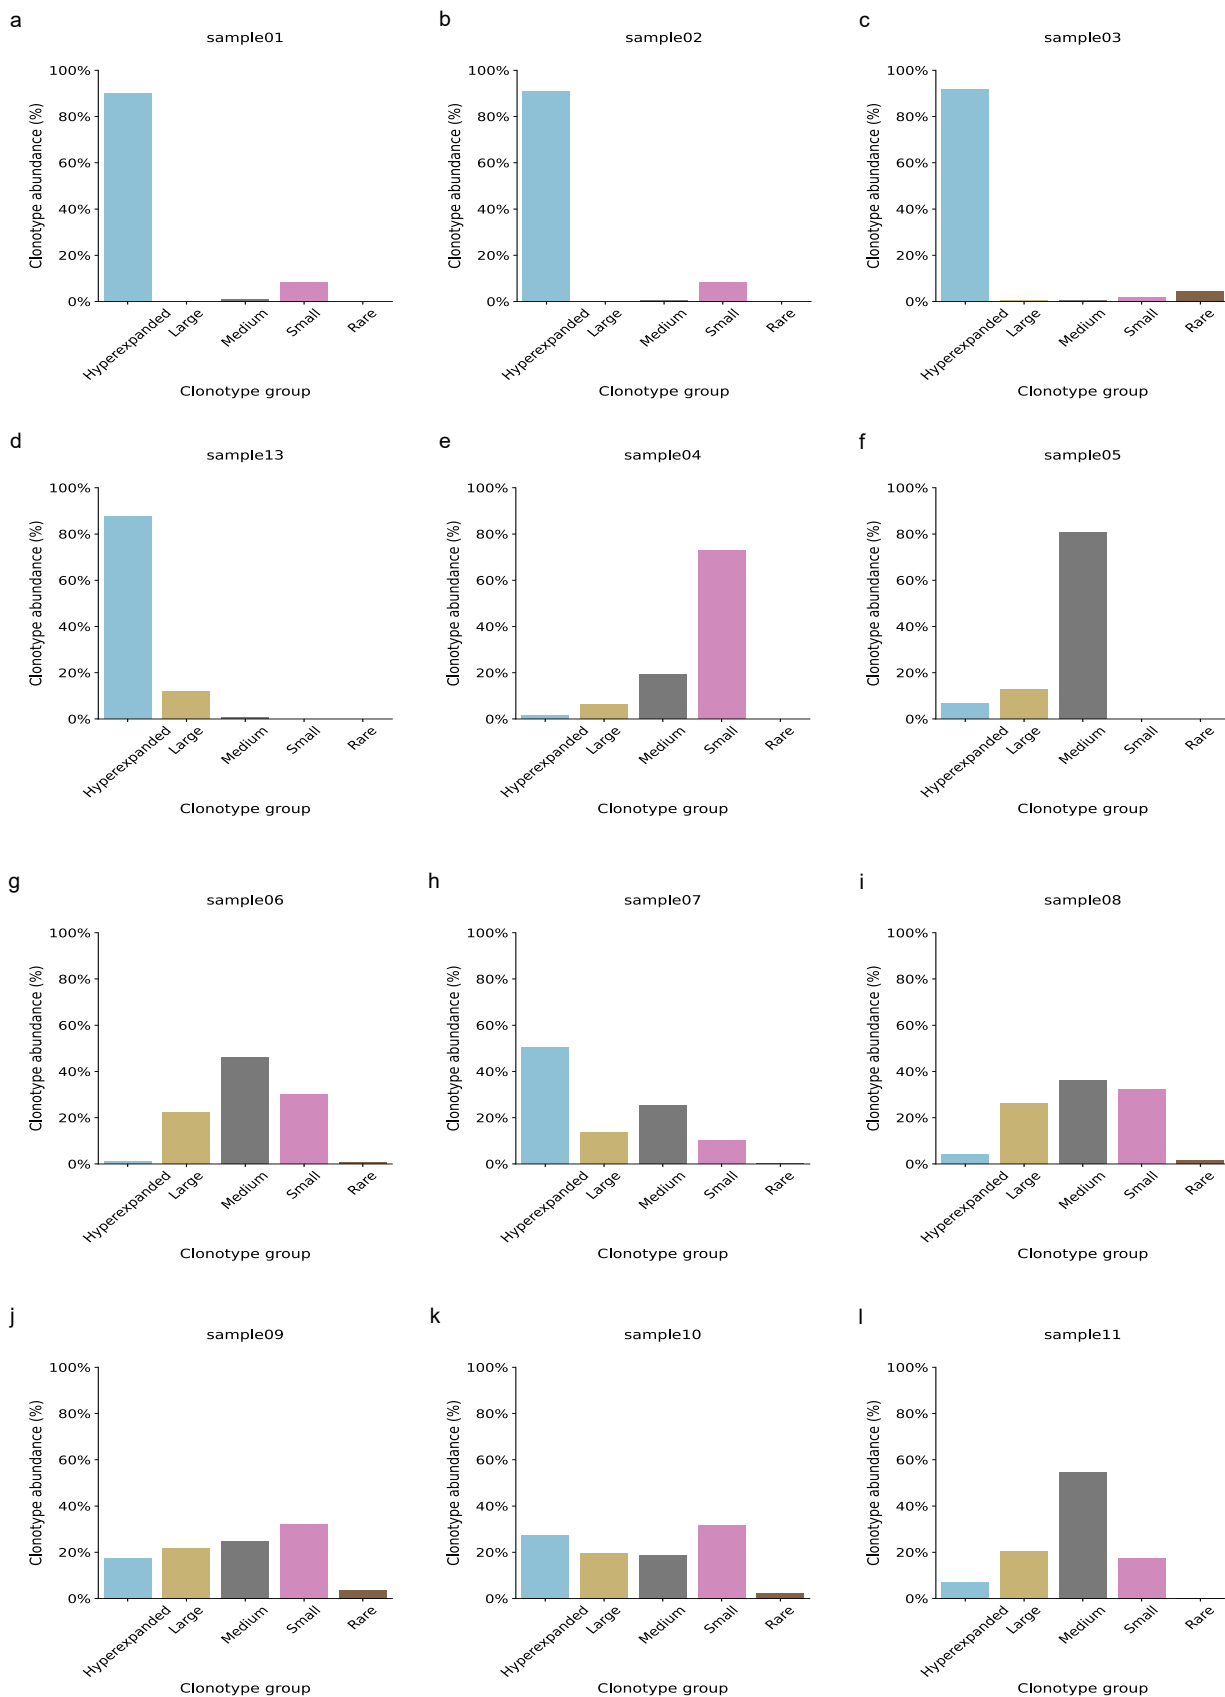 a
sample01
100%
80%
60%
40%
20%
0%
Clonotype abundance (%)
Hyperexpanded
Large
Medium
Small
Rare
Clonotype group
b
sample02
100%
80%
60%
40%
20%
0%
Clonotype abundance (%)
Hyperexpanded
Large
Medium
Small
Rare
Clonotype group
c
sample03
100%
80%
60%
40%
20%
0%
Clonotype abundance (%)
Hyperexpanded
Large
Medium
Small
Rare
Clonotype group
d
sample13
100%
80%
60%
40%
20%
0%
Clonotype abundance (%)
Hyperexpanded
Large
Medium
Small
Rare
Clonotype group
e
sample04
100%
80%
60%
40%
20%
0%
Clonotype abundance (%)
Hyperexpanded
Large
Medium
Small
Rare
Clonotype group
f
sample05
100%
80%
60%
40%
20%
0%
Clonotype abundance (%)
Hyperexpanded
Large
Medium
Small
Rare
Clonotype group
g
sample06
100%
80%
60%
40%
20%
0%
Clonotype abundance (%)
Hyperexpanded
Large
Medium
Small
Rare
Clonotype group
h
sample07
100%
80%
60%
40%
20%
0%
Clonotype abundance (%)
Hyperexpanded
Large
Medium
Small
Rare
Clonotype group
i
sample08
100%
80%
60%
40%
20%
0%
Clonotype abundance (%)
Hyperexpanded
Large
Medium
Small
Rare
Clonotype group
j
sample09
100%
80%
60%
40%
20%
0%
Clonotype abundance (%)
Hyperexpanded
Large
Medium
Small
Rare
Clonotype group
k
sample10
100%
80%
60%
40%
20%
0%
Clonotype abundance (%)
Hyperexpanded
Large
Medium
Small
Rare
Clonotype group
l
sample11
100%
80%
60%
40%
20%
0%
Clonotype abundance (%)
Hyperexpanded
Large
Medium
Small
Rare
Clonotype group